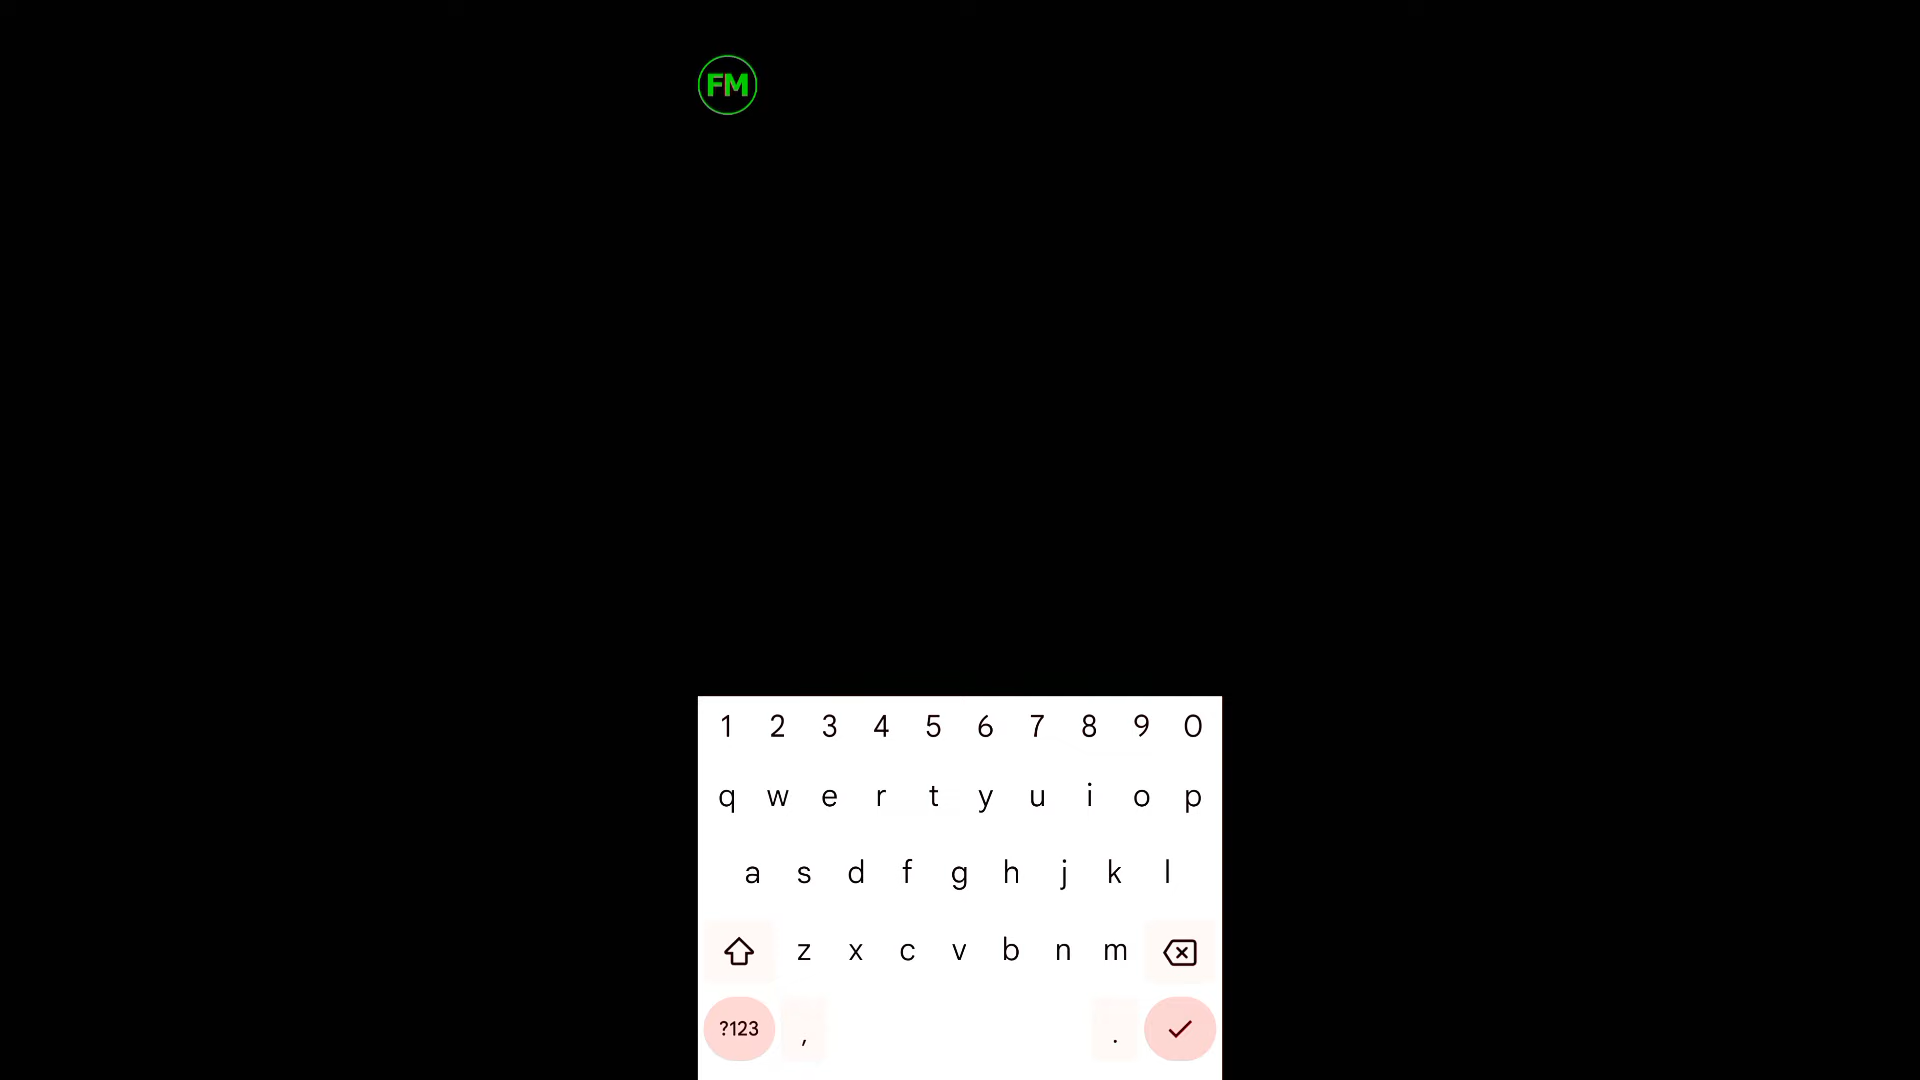 FM
1 2 3 4 5 6 7 8 9 0
q w e r t y u i o p
a s d f g h j k l
z x c v b n m
?123 , .